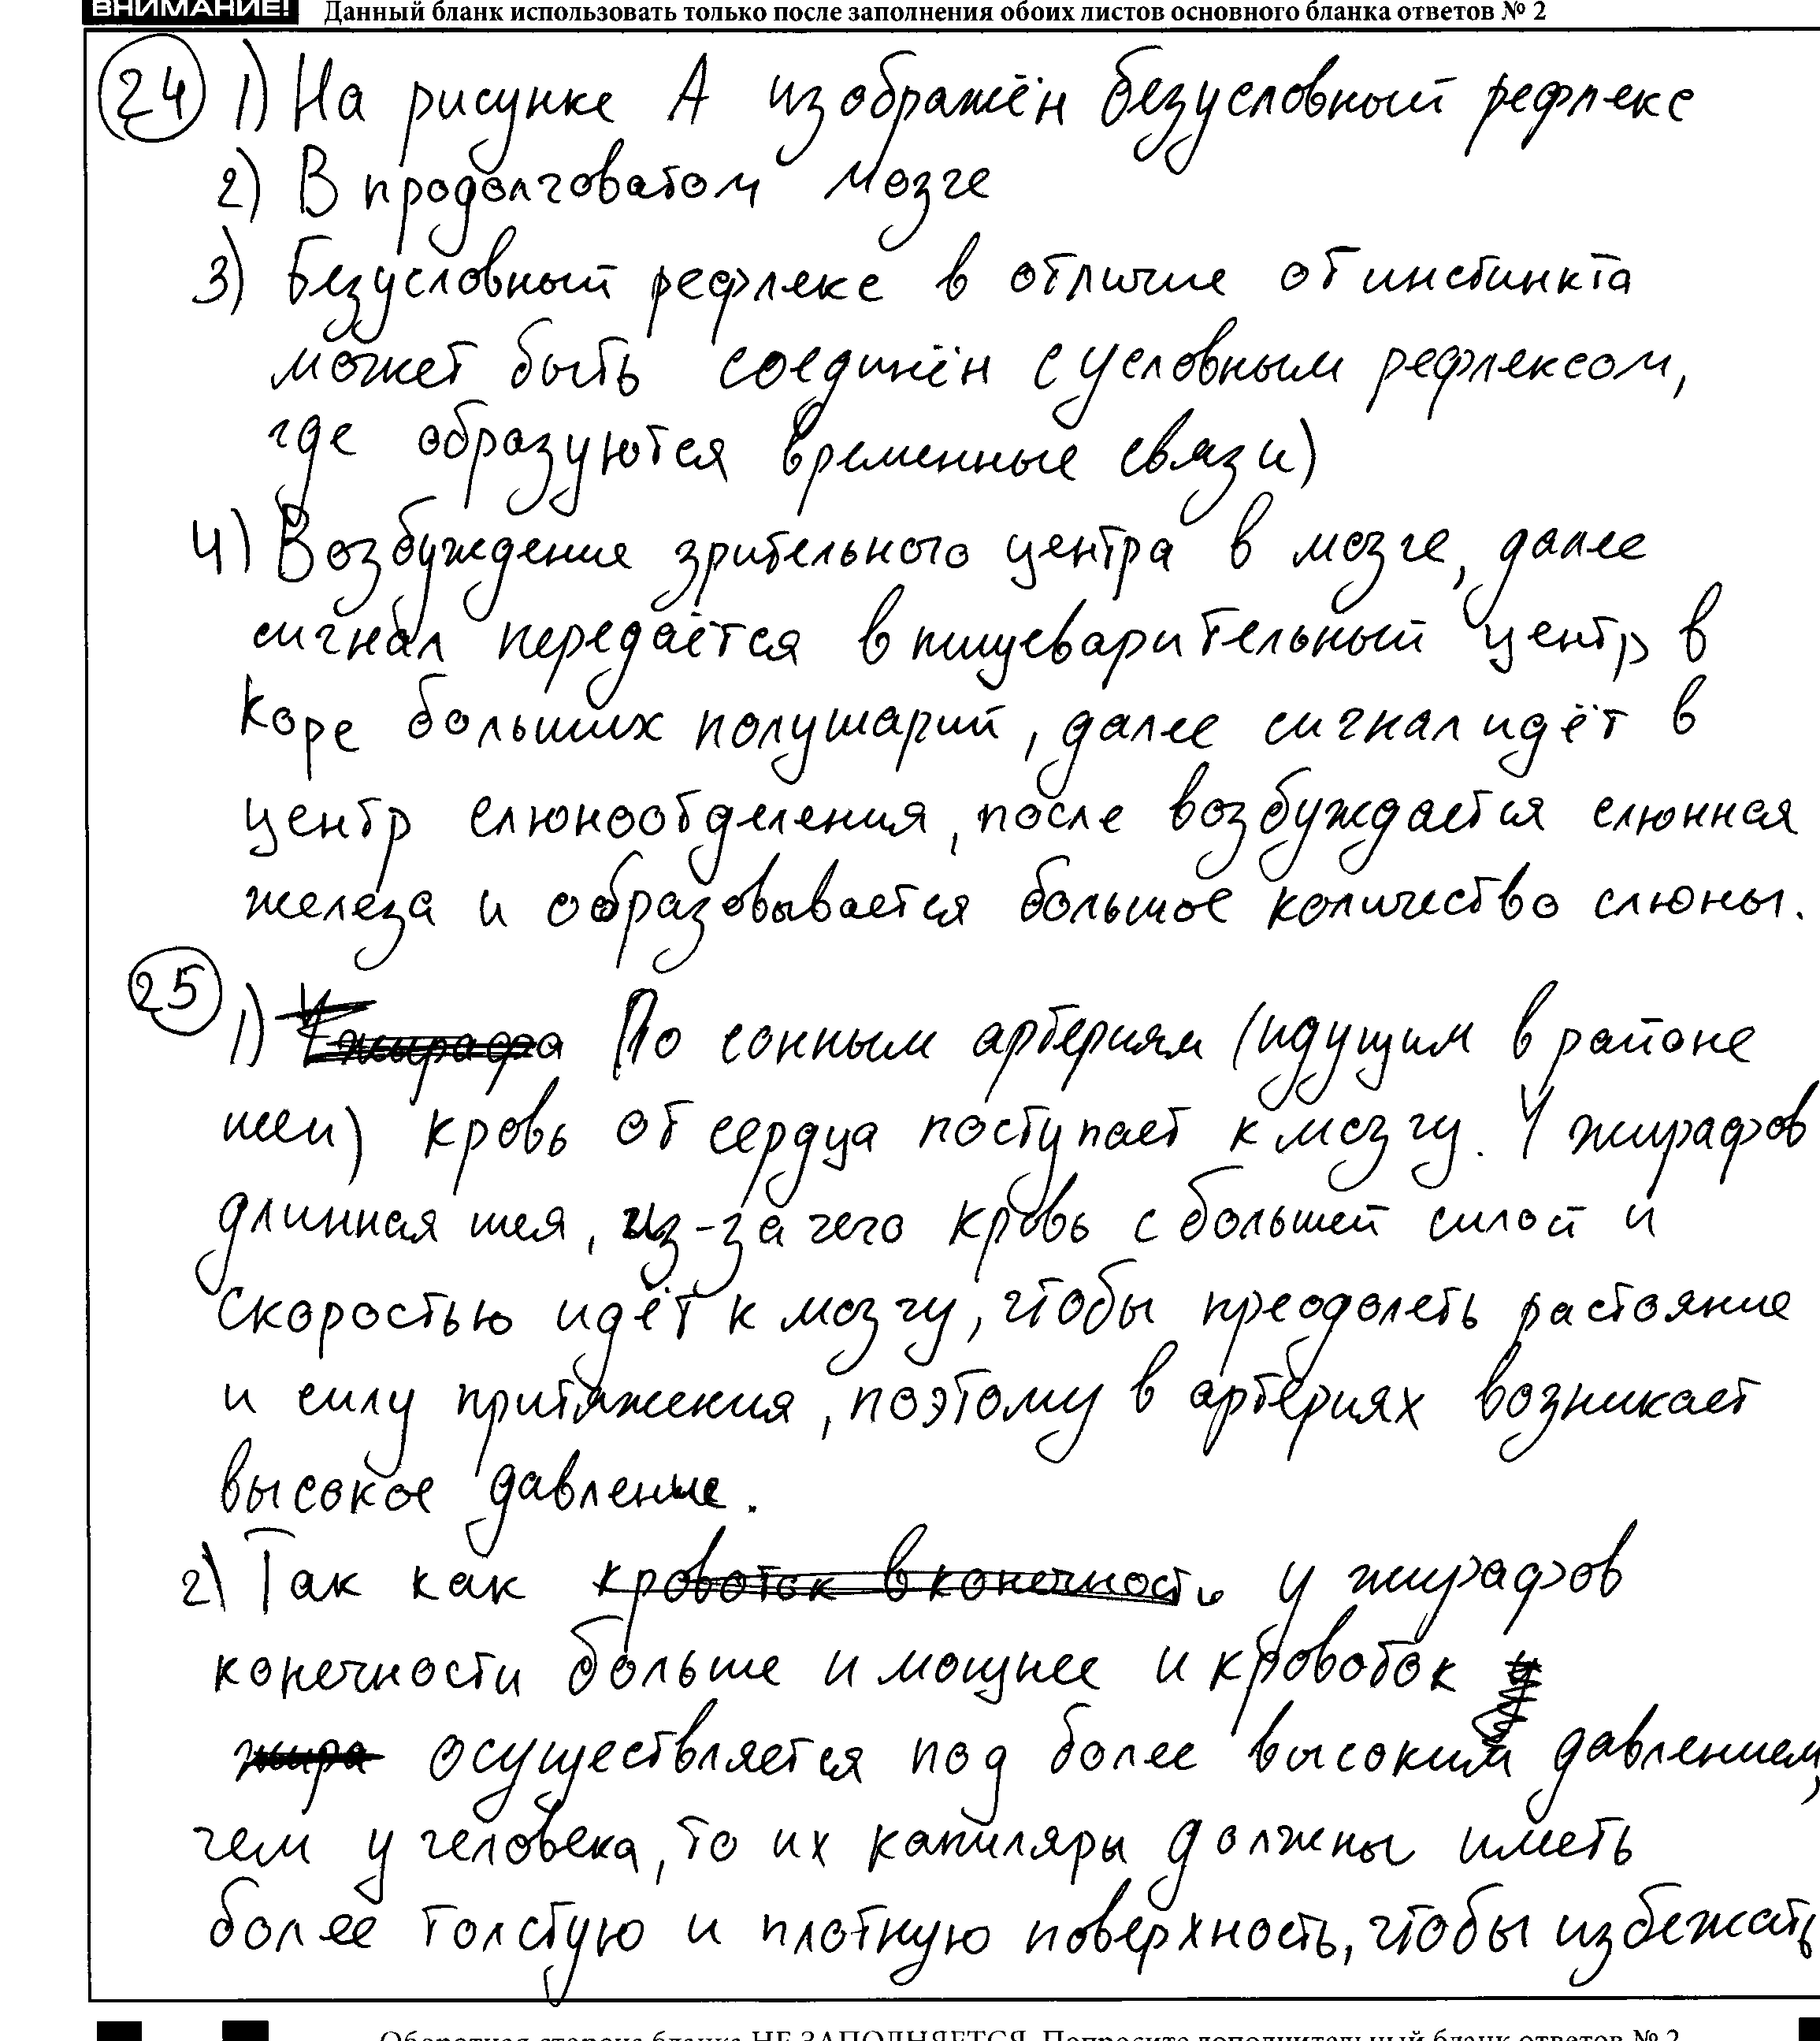 ВНИМАНИЕ! Данный бланк использовать только после заполнения обоих листов основного бланка ответов № 2
24 1) На рисунке А изображён безусловный рефлекс
2) В продолговатом мозге
3) Безусловный рефлекс в отличие от инстинкта
может быть соединён с условным рефлексом,
где образуются временные связи)
4) Возбуждение зрительного центра в мозге, далее
сигнал передаётся в пищеварительный центр в
коре больших полушарий, далее сигнал идёт в
центр слюноотделения, после возбуждается слюнная
железа и образовывается большое количество слюны.
25 1) У жирафа По сонным артериям (идущим в районе
шеи) кровь от сердца поступает к мозгу. У жирафов
длинная шея, из-за чего кровь с большей силой и
скоростью идёт к мозгу, чтобы преодолеть растояние
и силу притяжения, поэтому в артериях возникает
высокое давление.
2) Так как кровоток в конечность у жирафов
конечности больше и мощнее и кровоток у
жира осуществляется под более высоким давлением,
чем у человека, то их капиляры должны иметь
более толстую и плотную поверхность, чтобы избежать
Оборотная сторона бланка НЕ ЗАПОЛНЯЕТСЯ. Попросите дополнительный бланк ответов № 2